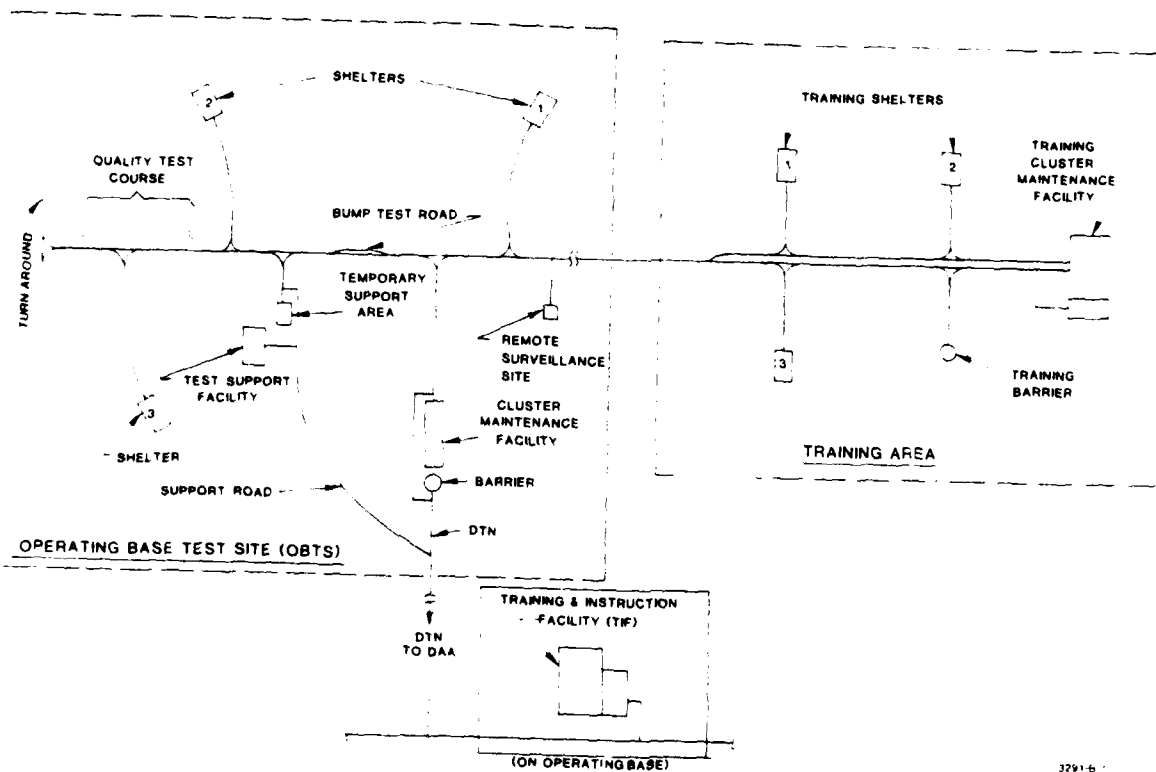 SHELTERS
2
1
QUALITY TEST
COURSE
BUMP TEST ROAD
TURN AROUND
TEMPORARY
SUPPORT
AREA
REMOTE
SURVEILLANCE
SITE
TEST SUPPORT
FACILITY
3
SHELTER
CLUSTER
MAINTENANCE
FACILITY
SUPPORT ROAD
BARRIER
DTN
OPERATING BASE TEST SITE (OBTS)
DTN
TO DAA
TRAINING SHELTERS
1
2
TRAINING
CLUSTER
MAINTENANCE
FACILITY
3
TRAINING
BARRIER
TRAINING AREA
TRAINING & INSTRUCTION
FACILITY (TIF)
(ON OPERATING BASE)
3291-6